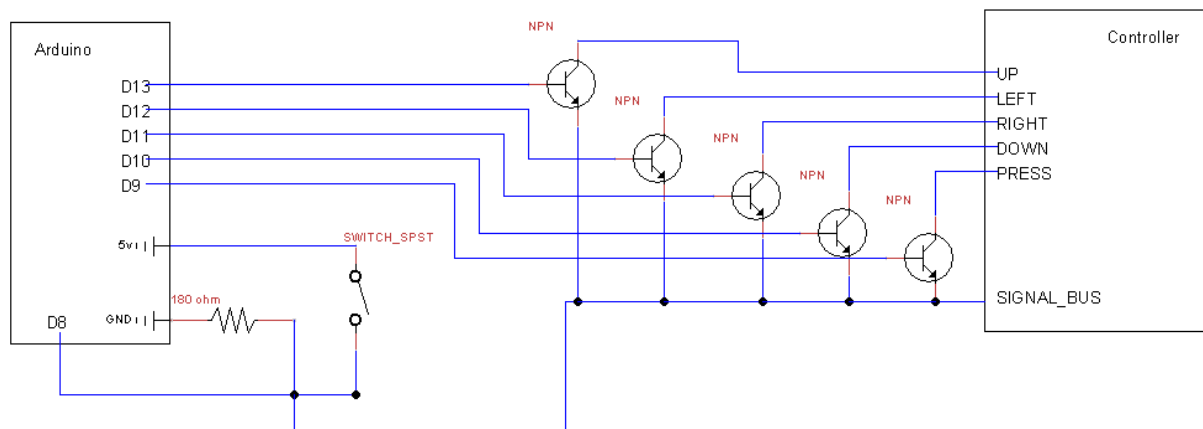 NPN
Arduino
Controller
D13
UP
NPN
D12
LEFT
D11
NPN
RIGHT
D10
DOWN
NPN
D9
PRESS
NPN
5v
SWITCH_SPST
180 ohm
SIGNAL_BUS
GND
D8